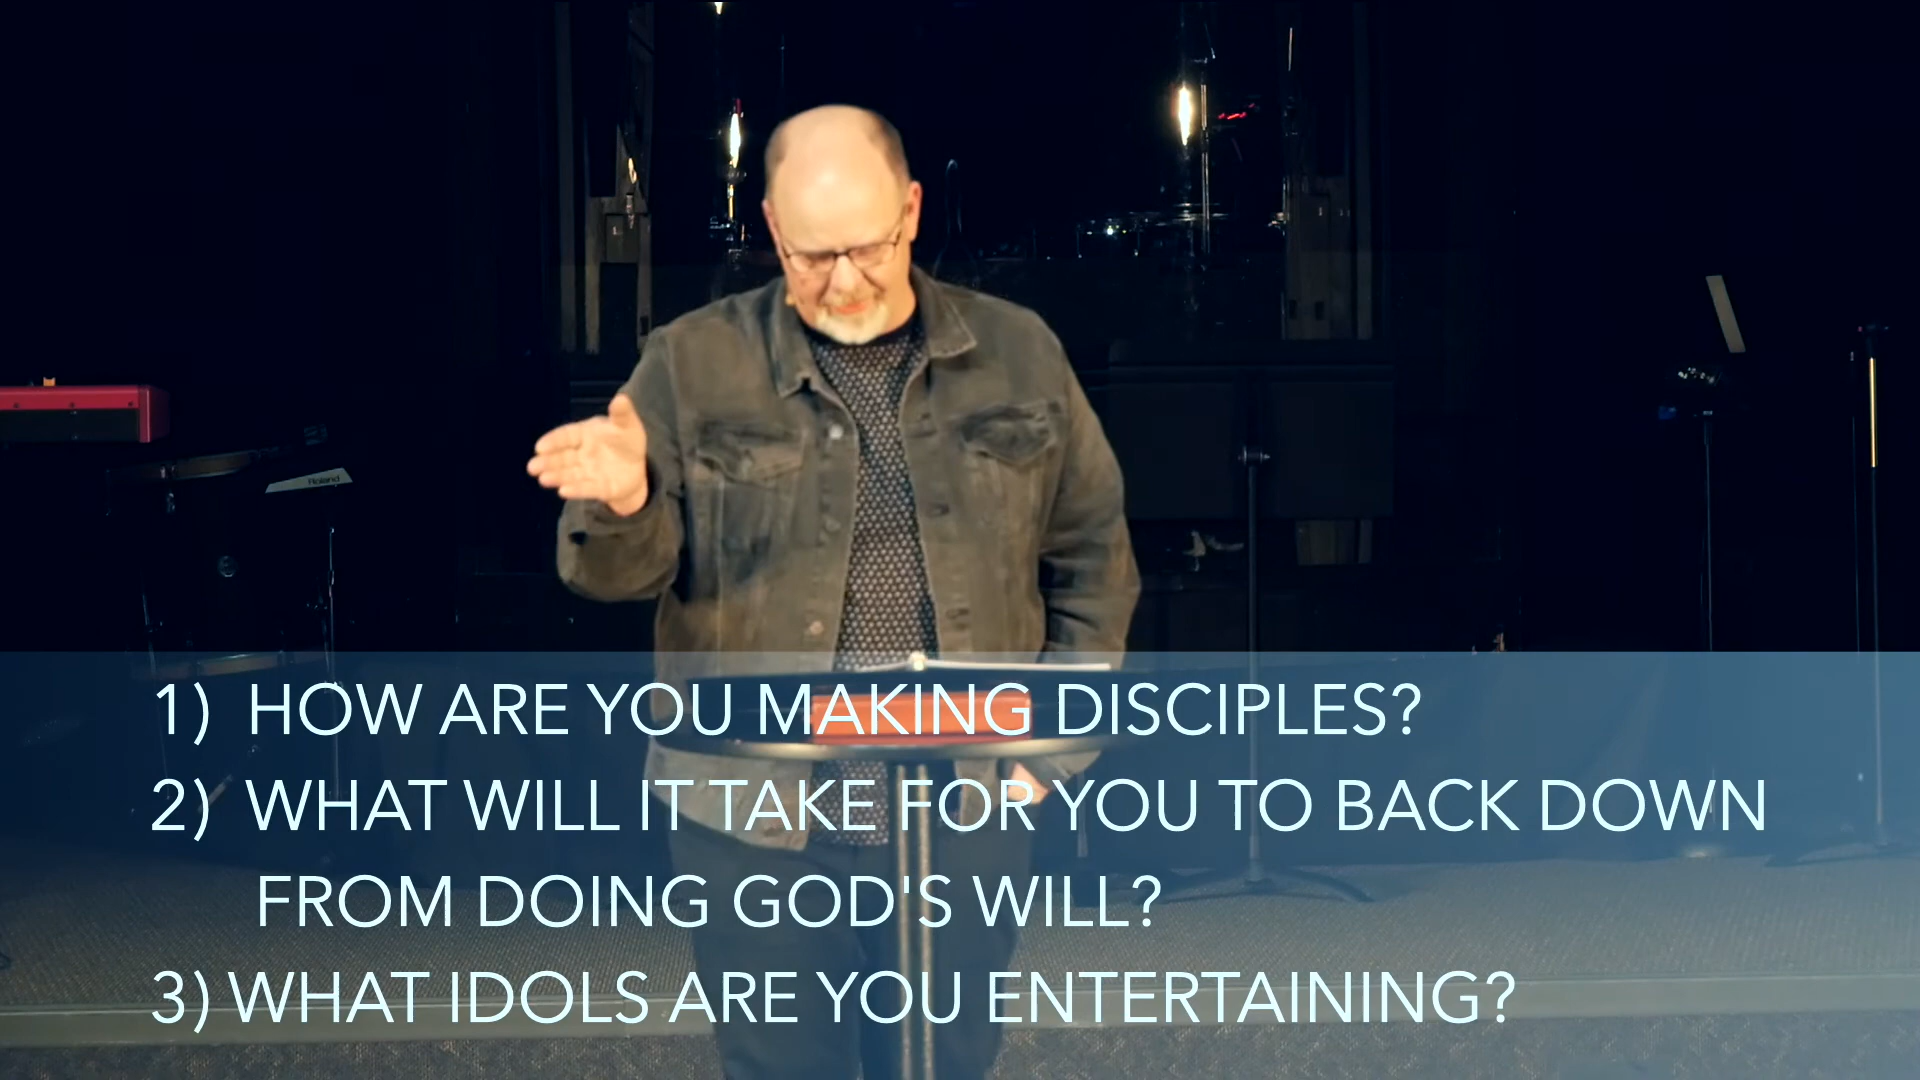 Roland
1) HOW ARE YOU MAKING DISCIPLES?
2) WHAT WILL IT TAKE FOR YOU TO BACK DOWN
FROM DOING GOD'S WILL?
3) WHAT IDOLS ARE YOU ENTERTAINING?